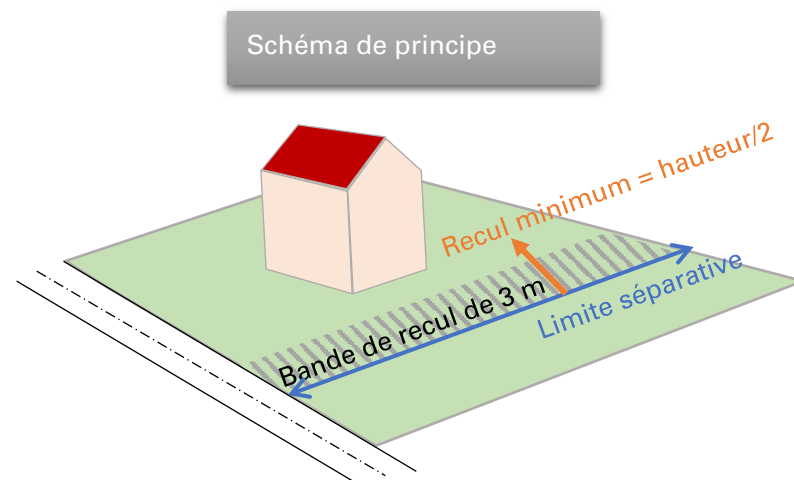 Schéma de principe
Recul minimum = hauteur/2
Bande de recul de 3 m
Limite séparative